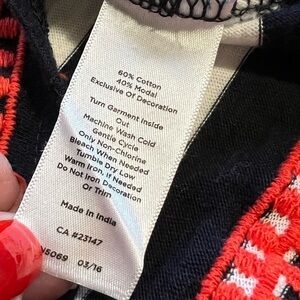 60% Cotton
40% Modal
Exclusive Of Decoration
Turn Garment Inside
Out
Machine Wash Cold
Gentle Cycle
Only Non-Chlorine
Bleach When Needed
Tumble Dry Low
Warm Iron, if Needed
Do Not Iron Decoration
Or Trim
Made in India
CA #23147
03/16